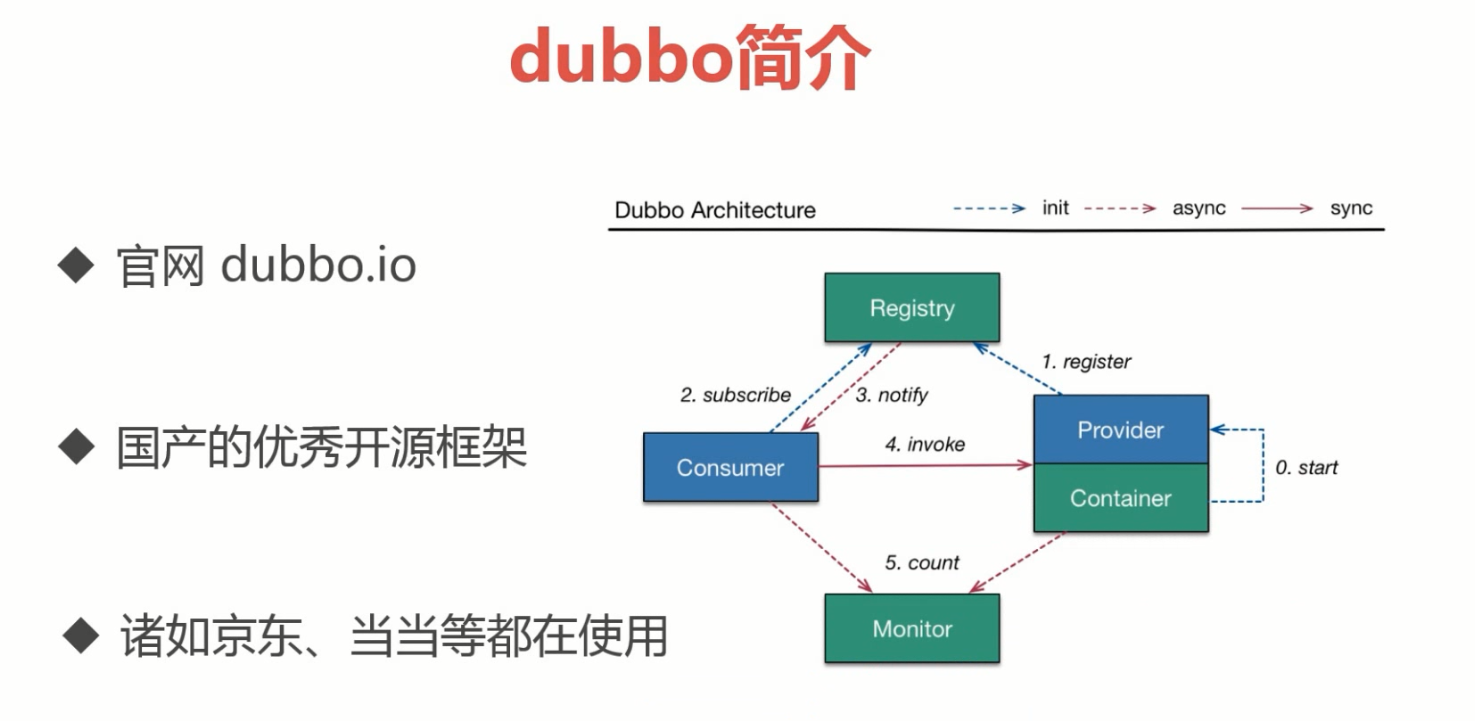 dubbo简介
◆ 官网 dubbo.io
◆ 国产的优秀开源框架
◆ 诸如京东、当当等都在使用
Dubbo Architecture
init
async
sync
Registry
1. register
2. subscribe
3. notify
Provider
4. invoke
Consumer
0. start
Container
5. count
Monitor